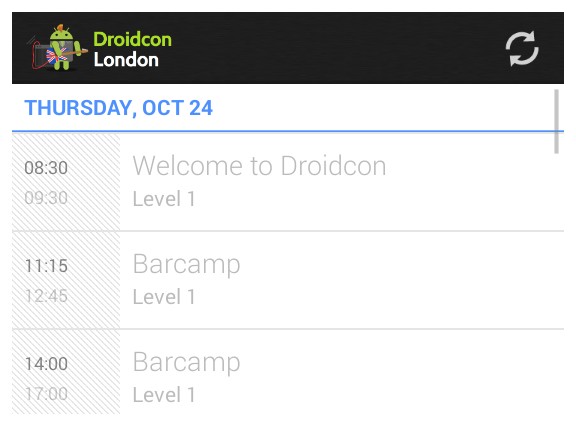 Droidcon
London
THURSDAY, OCT 24
08:30
09:30
Welcome to Droidcon
Level 1
11:15
12:45
Barcamp
Level 1
14:00
17:00
Barcamp
Level 1